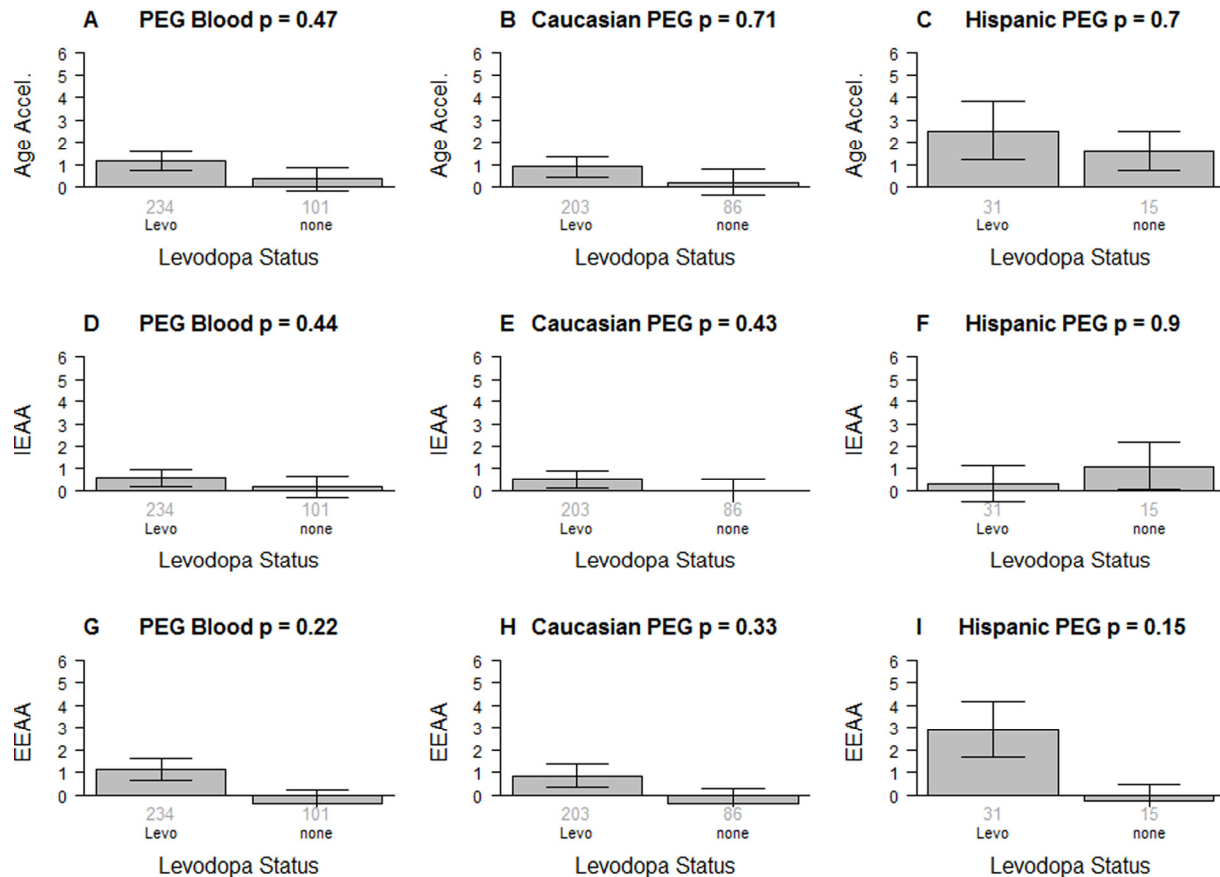 A PEG Blood p = 0.47
Age Accel.
6
5
4
3
2
1
0
234 101
Levo none
Levodopa Status
B Caucasian PEG p = 0.71
Age Accel.
6
5
4
3
2
1
0
203 86
Levo none
Levodopa Status
C Hispanic PEG p = 0.7
Age Accel.
6
5
4
3
2
1
0
31 15
Levo none
Levodopa Status
D PEG Blood p = 0.44
IEAA
6
5
4
3
2
1
0
234 101
Levo none
Levodopa Status
E Caucasian PEG p = 0.43
IEAA
6
5
4
3
2
1
0
203 86
Levo none
Levodopa Status
F Hispanic PEG p = 0.9
IEAA
6
5
4
3
2
1
0
31 15
Levo none
Levodopa Status
G PEG Blood p = 0.22
EEAA
6
5
4
3
2
1
0
234 101
Levo none
Levodopa Status
H Caucasian PEG p = 0.33
EEAA
6
5
4
3
2
1
0
203 86
Levo none
Levodopa Status
I Hispanic PEG p = 0.15
EEAA
6
5
4
3
2
1
0
31 15
Levo none
Levodopa Status